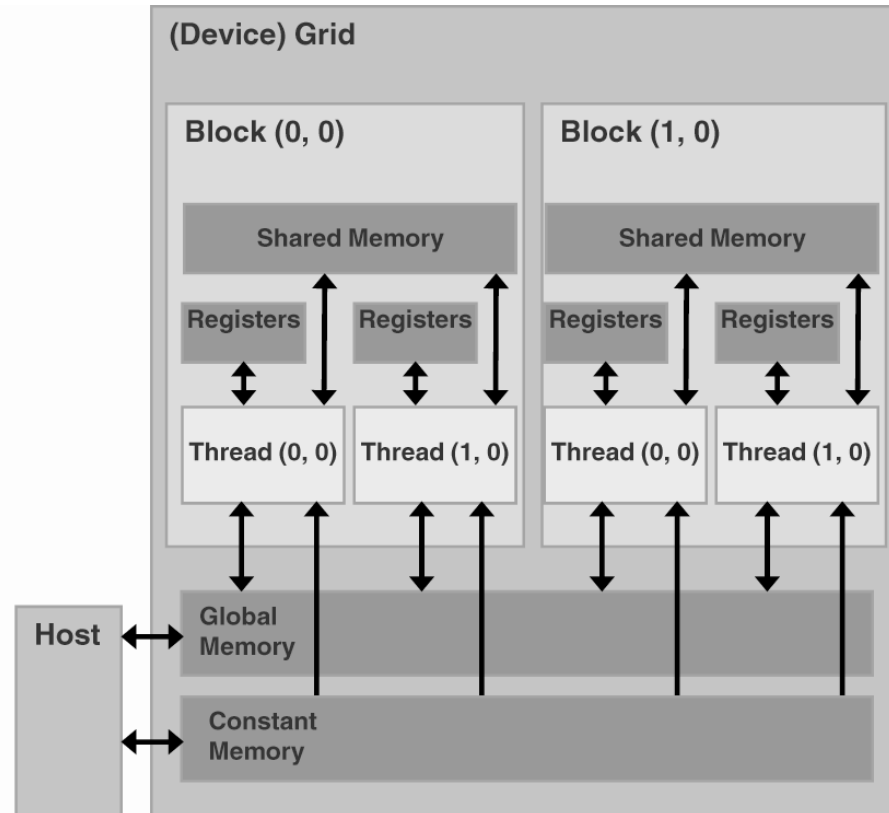 (Device) Grid
Block (0, 0)
Block (1, 0)
Shared Memory
Shared Memory
Registers
Registers
Registers
Registers
Thread (0, 0)
Thread (1, 0)
Thread (0, 0)
Thread (1, 0)
Host
Global
Memory
Constant
Memory